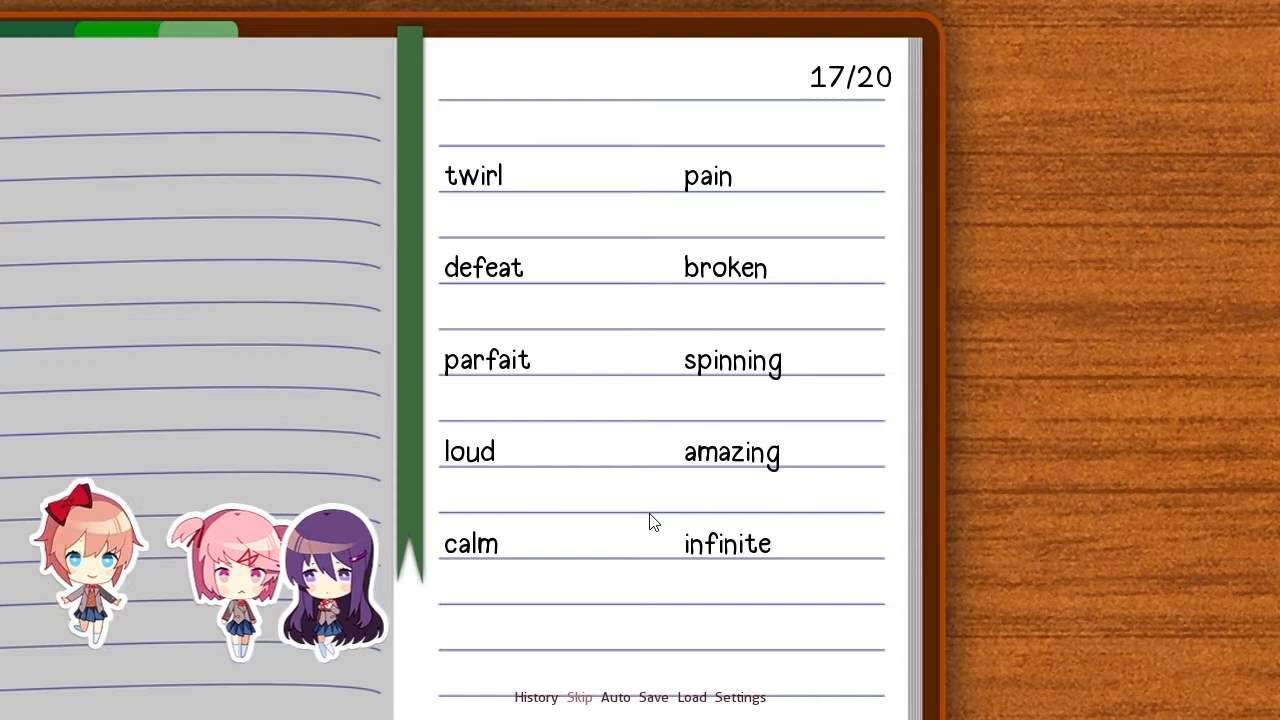 17/20
twirl pain
defeat broken
parfait spinning
loud amazing
calm infinite
History Skip Auto Save Load Settings